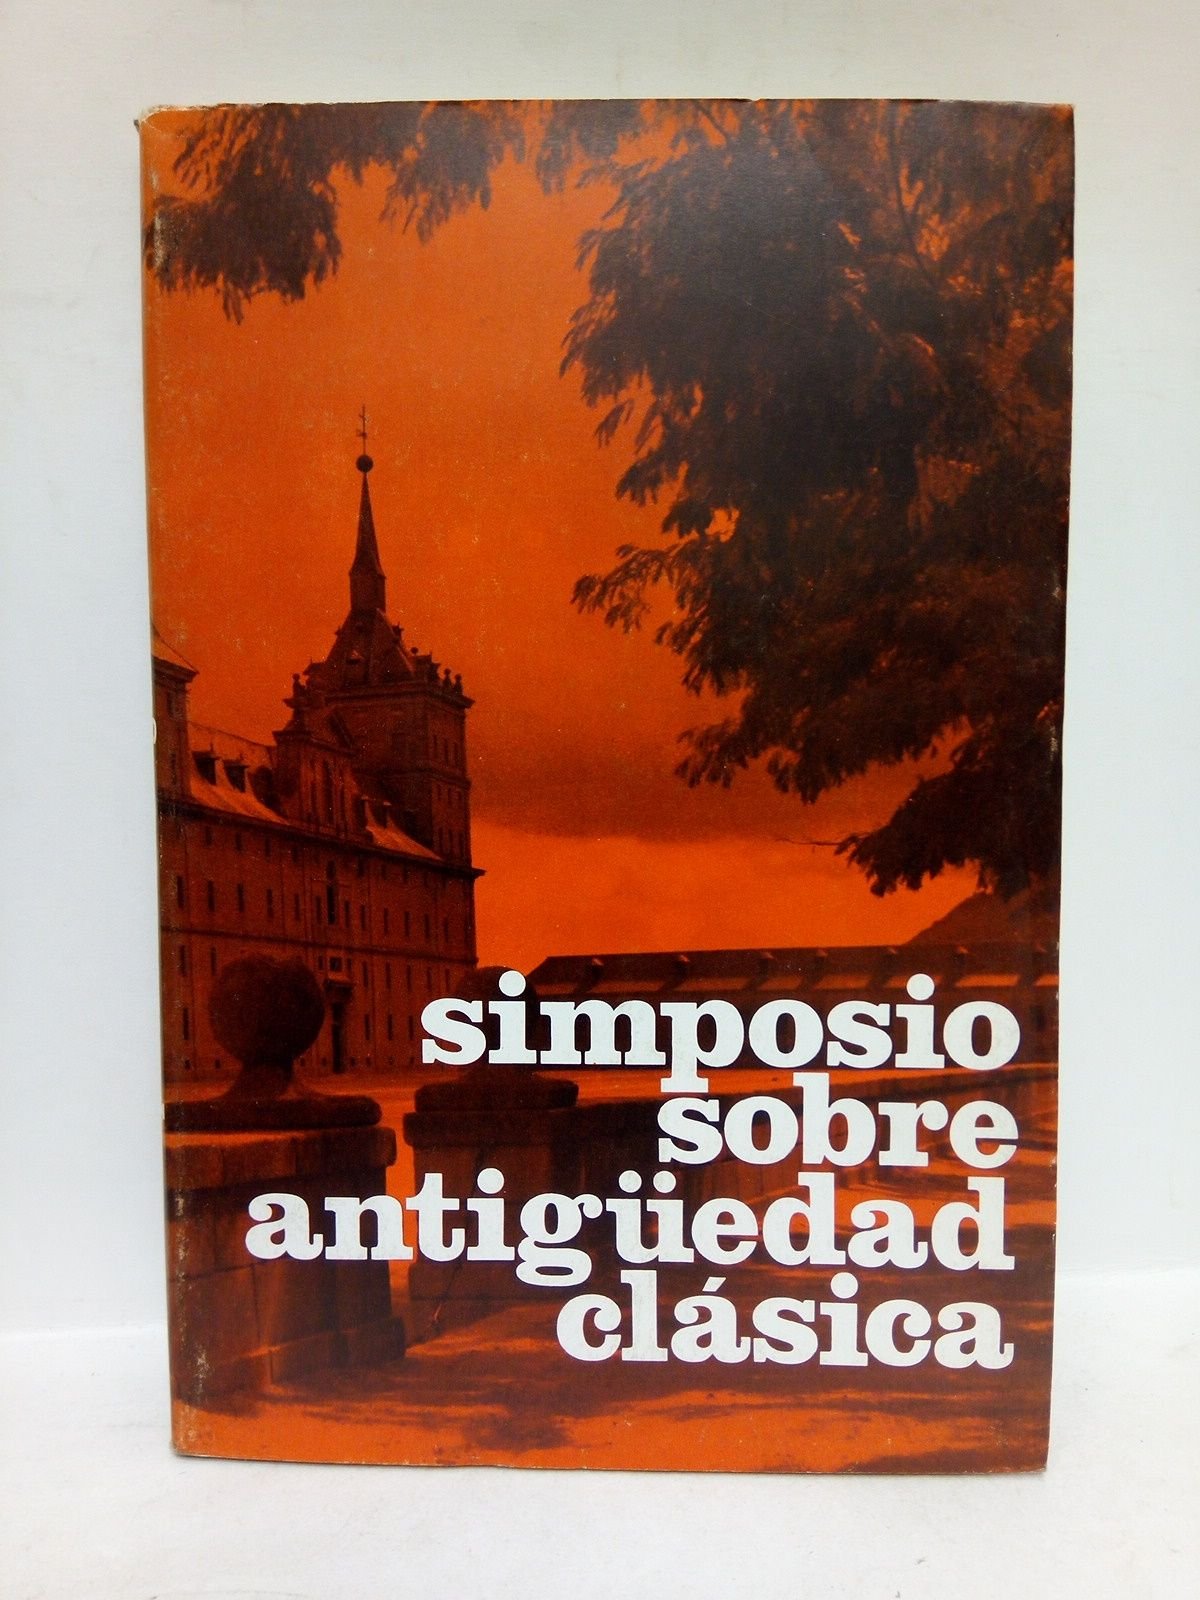 simposio
sobre
antigüedad
clásica